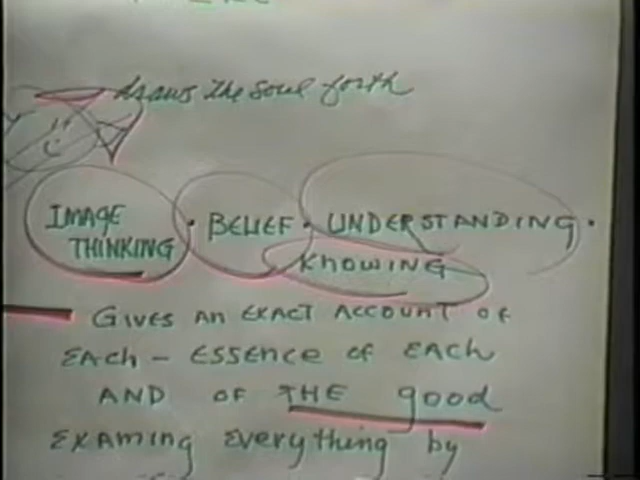 draws the soul forth
IMAGE · BELIEF · UNDERSTANDING ·
THINKING KNOWING
GIVES AN EXACT ACCOUNT OF
EACH – ESSENCE OF EACH
AND OF THE good
EXAMING EVERYthing by